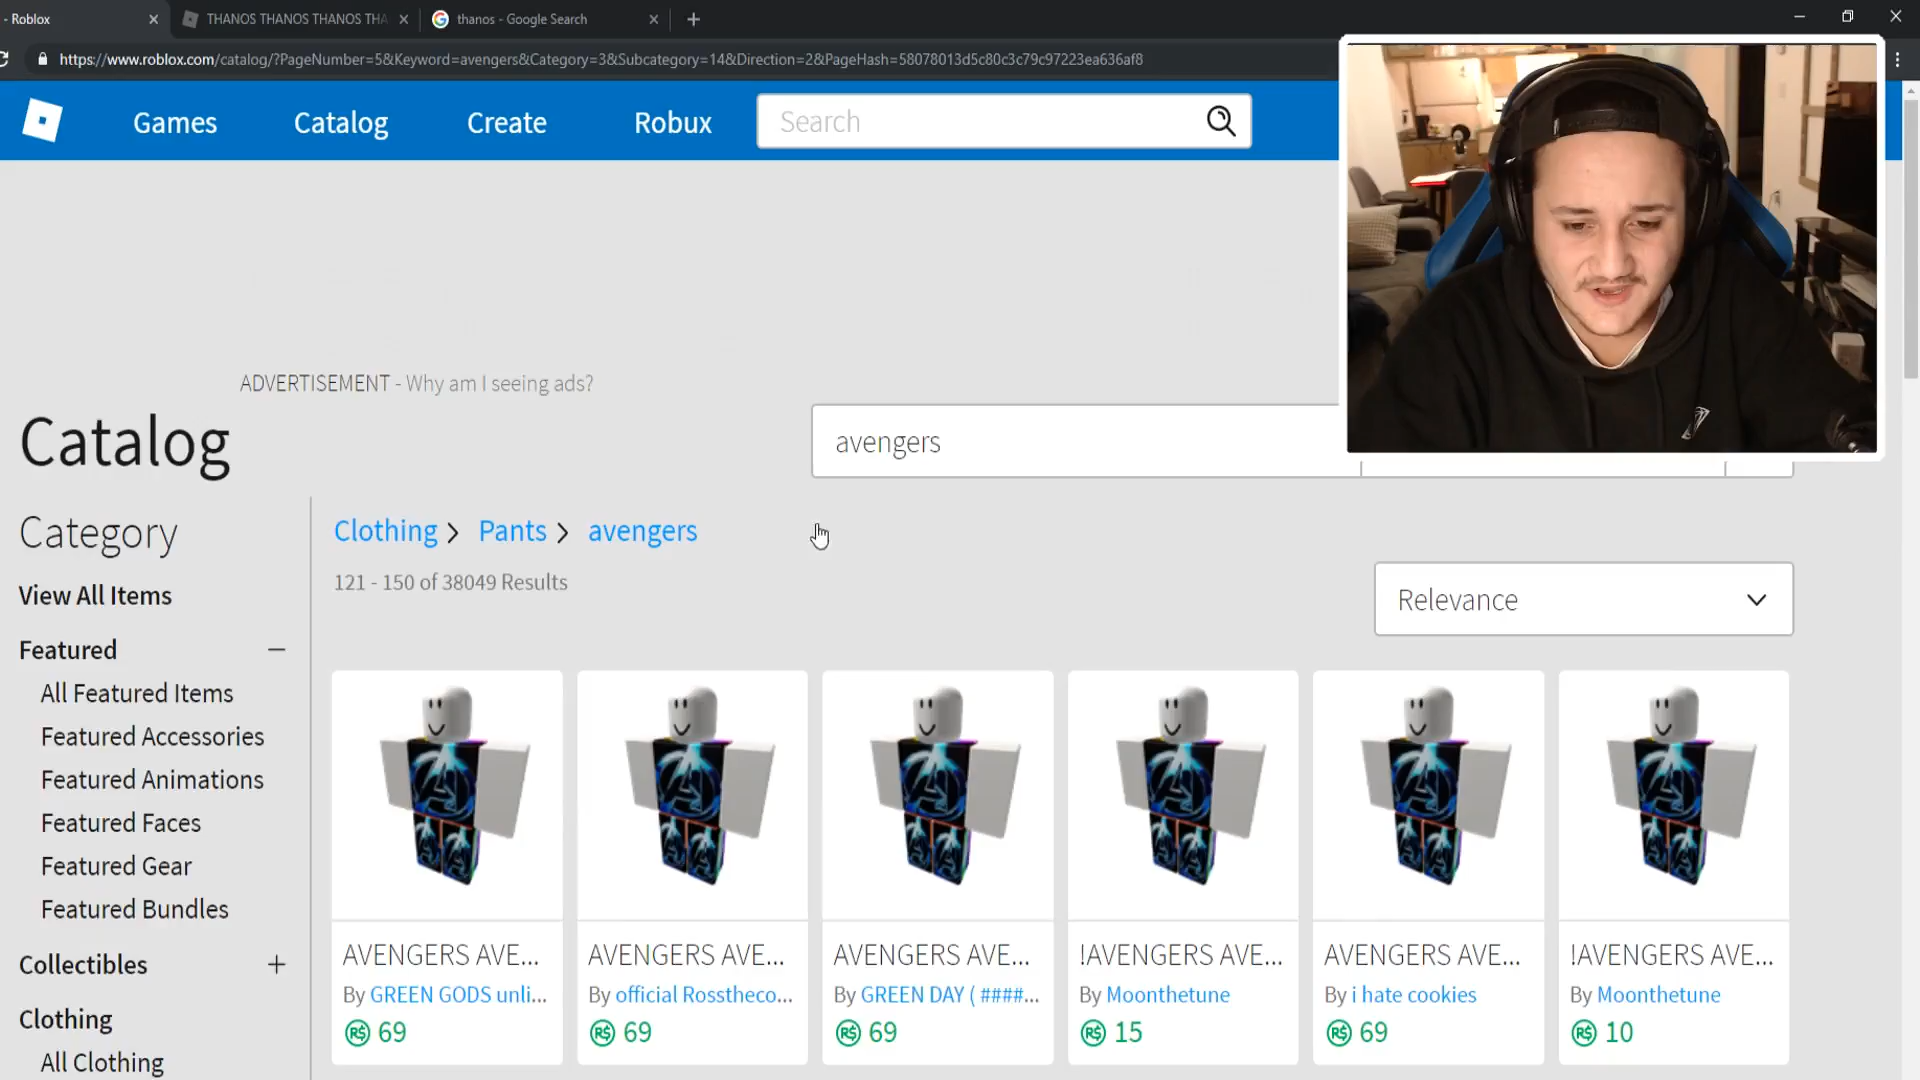 - Roblox
THANOS THANOS THANOS THA
thanos - Google Search
https://www.roblox.com/catalog/?PageNumber=5&Keyword=avengers&Category=3&Subcategory=14&Direction=2&PageHash=58078013d5c80c3c79c97223ea636af8
Games Catalog Create Robux Search
ADVERTISEMENT - Why am I seeing ads?
Catalog
avengers
Category
Clothing > Pants > avengers
121 - 150 of 38049 Results
Relevance
View All Items
Featured
All Featured Items
Featured Accessories
Featured Animations
Featured Faces
Featured Gear
Featured Bundles
Collectibles
Clothing
All Clothing
AVENGERS AVE...
By GREEN GODS unli...
R$ 69
AVENGERS AVE...
By official Rosstheco...
R$ 69
AVENGERS AVE...
By GREEN DAY ( ####...
R$ 69
!AVENGERS AVE...
By Moonthetune
R$ 15
AVENGERS AVE...
By i hate cookies
R$ 69
!AVENGERS AVE...
By Moonthetune
R$ 10